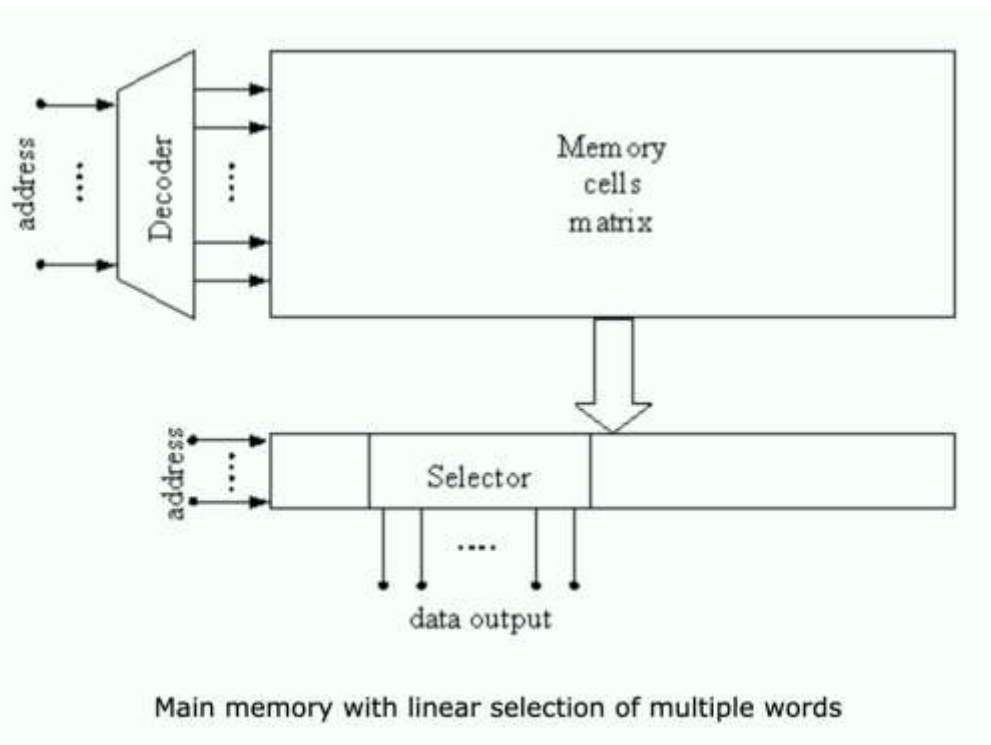 address
....
Decoder
....
Memory
cells
matrix
address
....
Selector
....
data output
Main memory with linear selection of multiple words